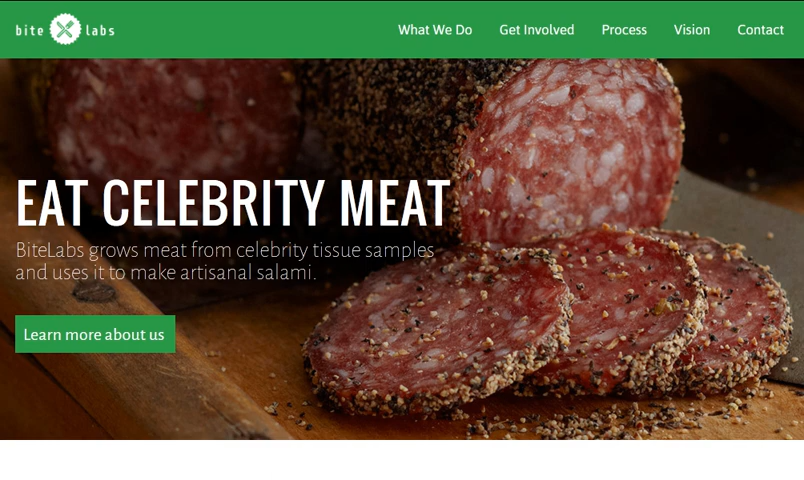 bite labs
What We Do Get Involved Process Vision Contact
EAT CELEBRITY MEAT
BiteLabs grows meat from celebrity tissue samples
and uses it to make artisanal salami.
Learn more about us